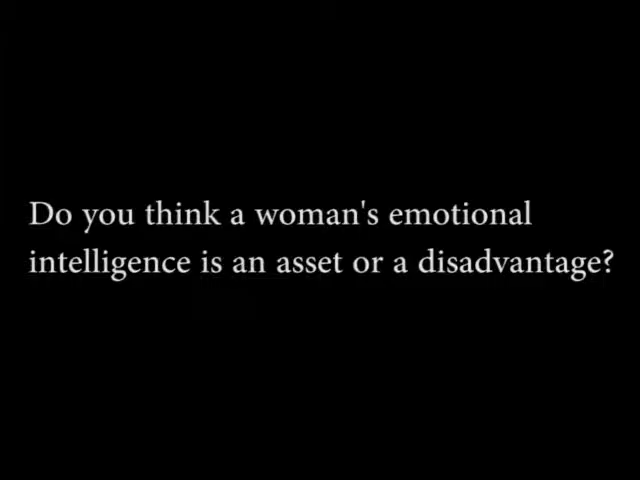 Do you think a woman's emotional
intelligence is an asset or a disadvantage?